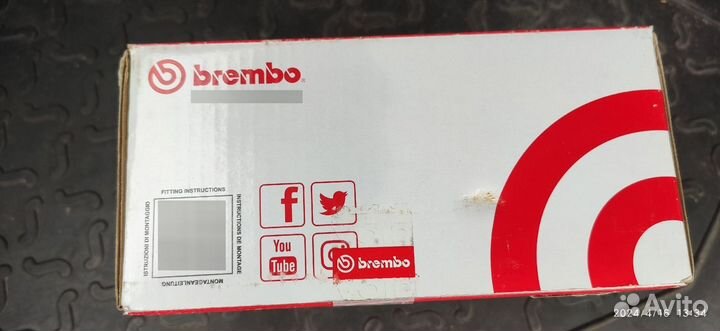 brembo
FITTING INSTRUCTIONS
ISTRUZIONI DI MONTAGGIO
INSTRUCTIONS DE MONTAGE
MONTAGEANLEITUNG
f
You
Tube
brembo
Avito
2024/4/16 13:34